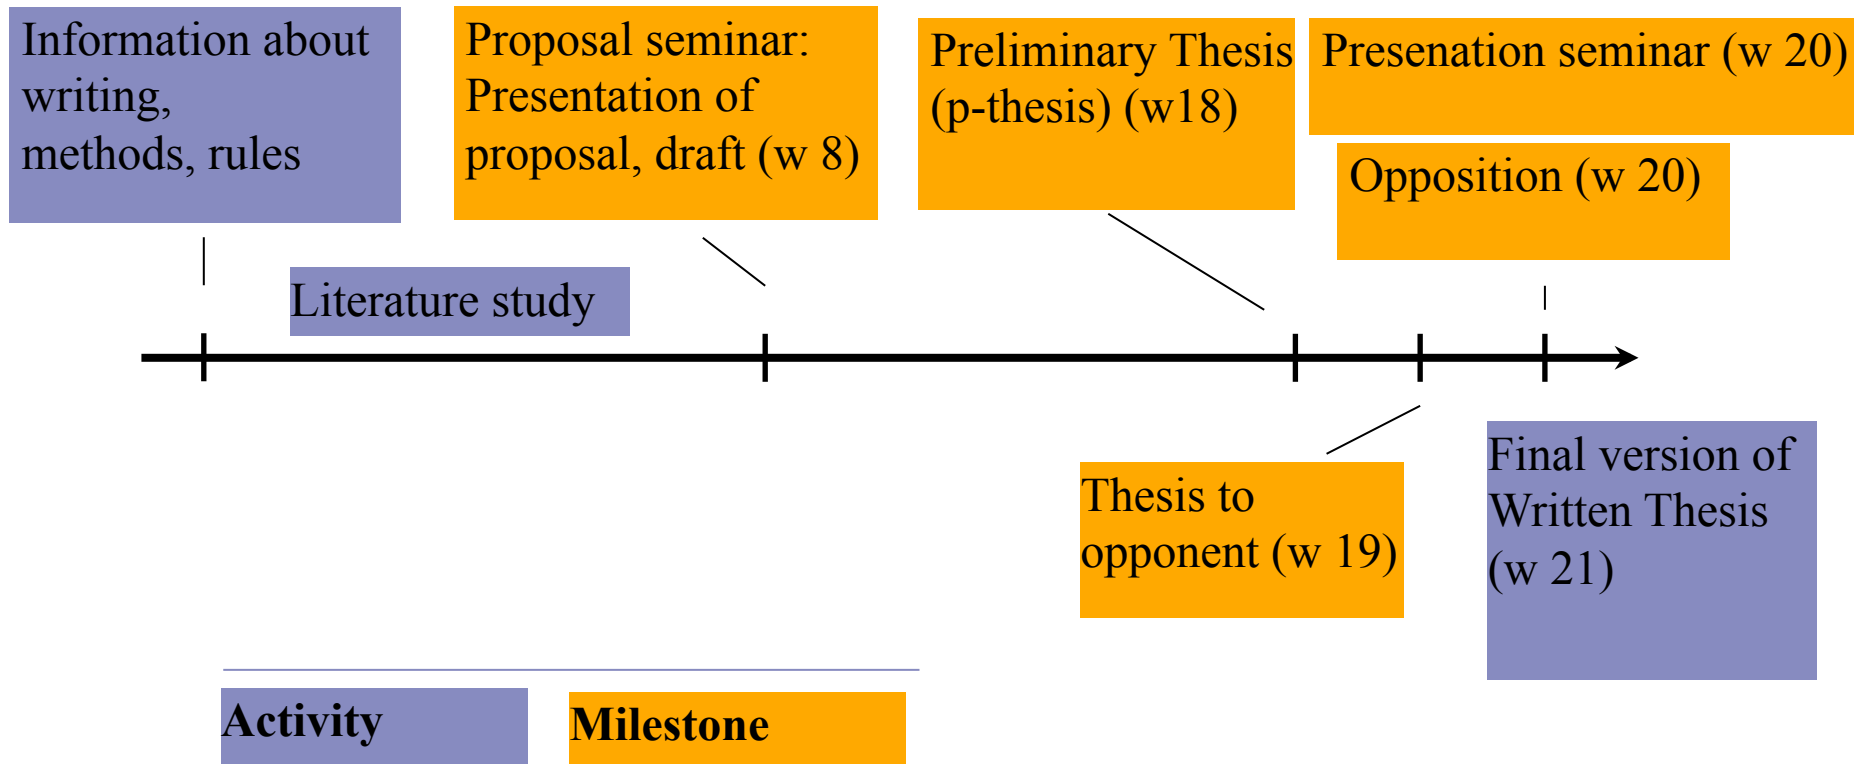 Information about
writing,
methods, rules
Proposal seminar:
Presentation of
proposal, draft (w 8)
Preliminary Thesis
(p-thesis) (w18)
Presenation seminar (w 20)
Opposition (w 20)
Literature study
Thesis to
opponent (w 19)
Final version of
Written Thesis
(w 21)
Activity
Milestone